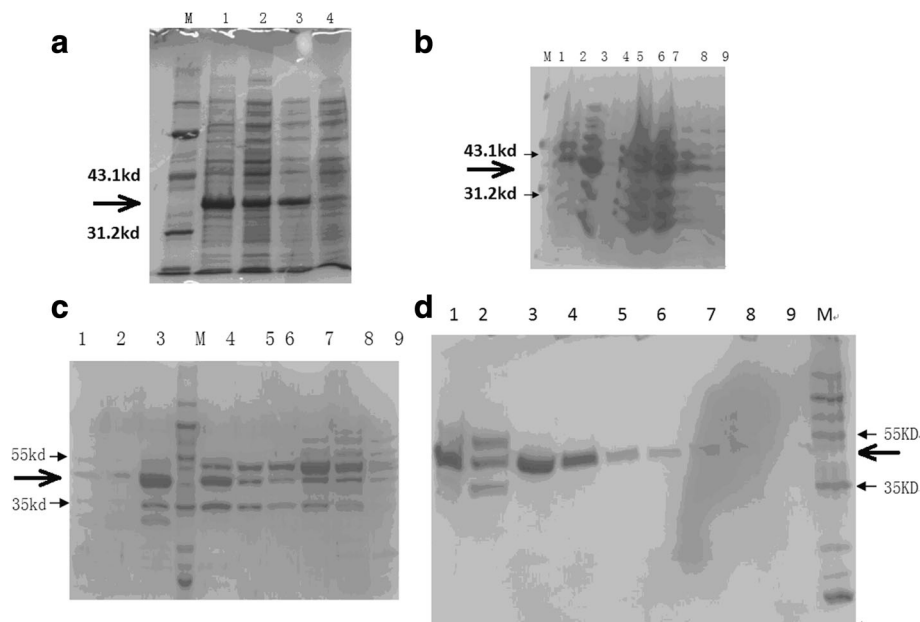 a
M 1 2 3 4
43.1kd
31.2kd
b
M 1 2 3 4 5 6 7 8 9
43.1kd
31.2kd
c
1 2 3 M 4 5 6 7 8 9
55kd
35kd
d
1 2 3 4 5 6 7 8 9 M
55KD
35KD